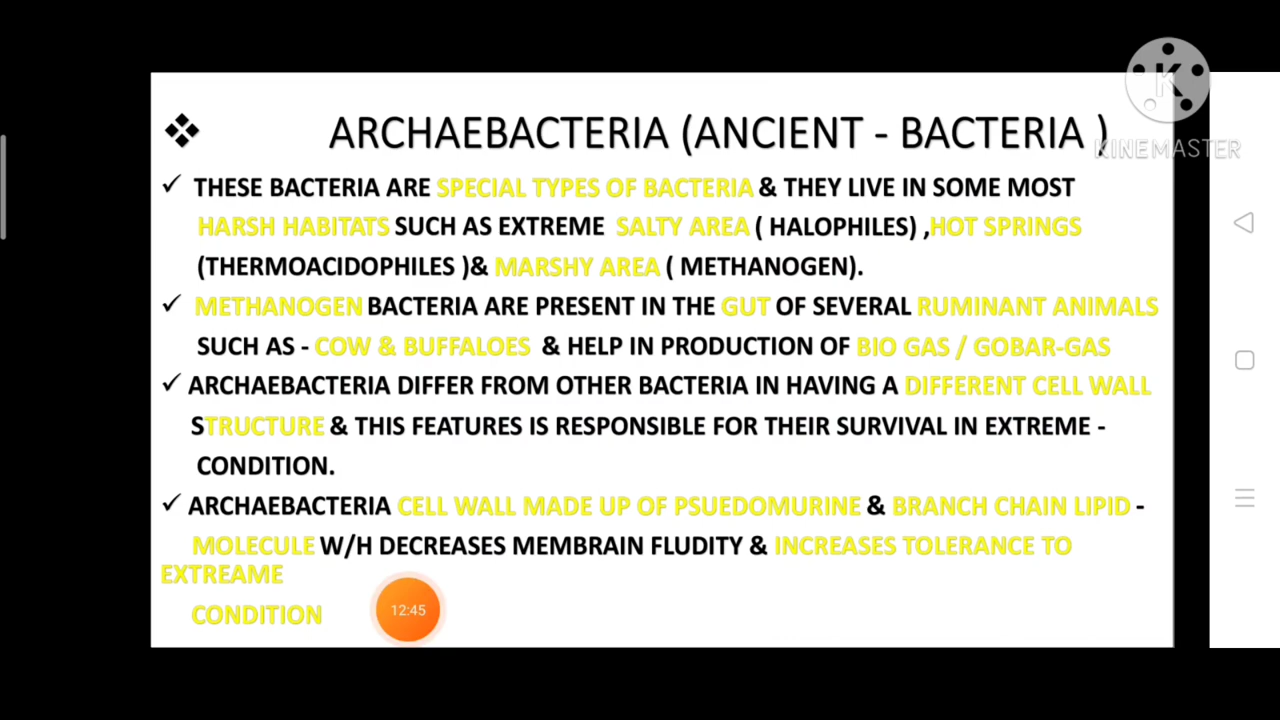 ❖ ARCHAEBACTERIA (ANCIENT - BACTERIA )
KINEMASTER
✓ THESE BACTERIA ARE SPECIAL TYPES OF BACTERIA & THEY LIVE IN SOME MOST
HARSH HABITATS SUCH AS EXTREME SALTY AREA ( HALOPHILES) ,HOT SPRINGS
(THERMOACIDOPHILES )& MARSHY AREA ( METHANOGEN).
✓ METHANOGEN BACTERIA ARE PRESENT IN THE GUT OF SEVERAL RUMINANT ANIMALS
SUCH AS - COW & BUFFALOES & HELP IN PRODUCTION OF BIO GAS / GOBAR-GAS
✓ ARCHAEBACTERIA DIFFER FROM OTHER BACTERIA IN HAVING A DIFFERENT CELL WALL
STRUCTURE & THIS FEATURES IS RESPONSIBLE FOR THEIR SURVIVAL IN EXTREME -
CONDITION.
✓ ARCHAEBACTERIA CELL WALL MADE UP OF PSUEDOMURINE & BRANCH CHAIN LIPID -
MOLECULE W/H DECREASES MEMBRAIN FLUDITY & INCREASES TOLERANCE TO
EXTREAME
CONDITION
12:45